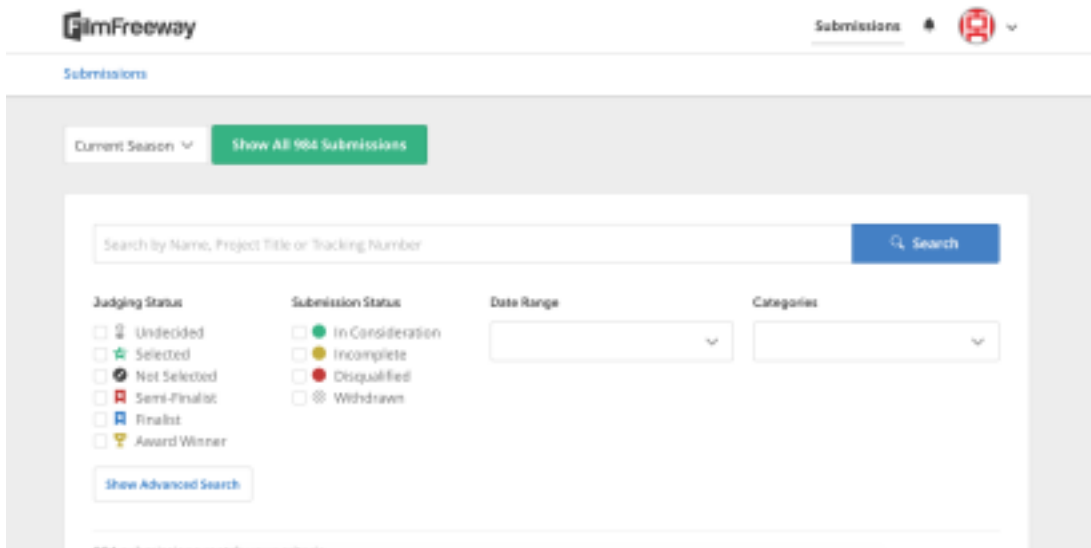 FilmFreeway
Submissions
Submissions
Current Season
Show All 984 Submissions
Search by Name, Project Title or Tracking Number
Search
Judging Status
Undecided
Selected
Not Selected
Semi-Finalist
Finalist
Award Winner
Submission Status
In Consideration
Incomplete
Disqualified
Withdrawn
Date Range
Categories
Show Advanced Search